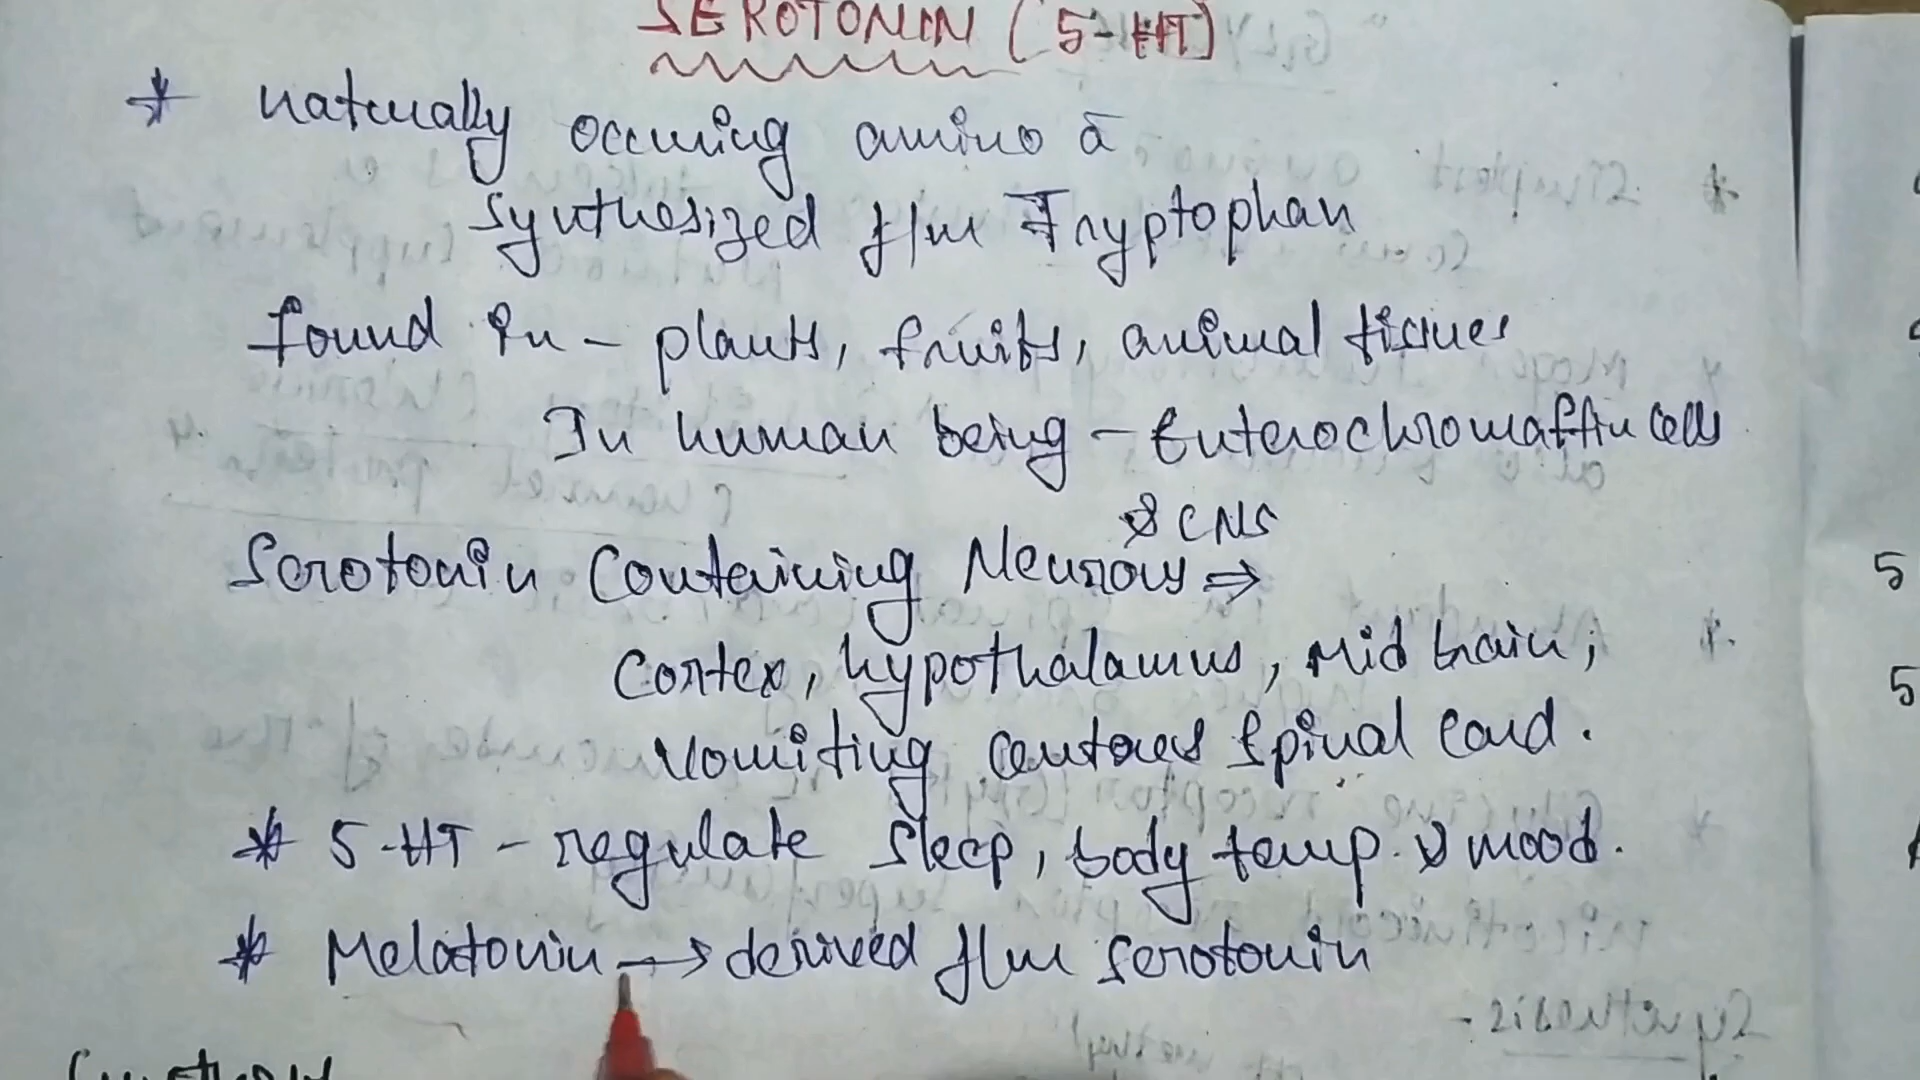 SEROTONIN (5-HT)
* naturally occuring amino ā
synthesized f/m Tryptophan
found in - plants, fruits, animal tissues
In human being - Enterochromaffin cells
& CNS
Serotonin Containing Neurons ⇒
Cortex, hypothalamus, Mid brain;
Vomiting centres Spinal cord.
* 5-HT - regulate sleep, body temp. & mood.
* Melatonin → derived f/m serotonin
5
5